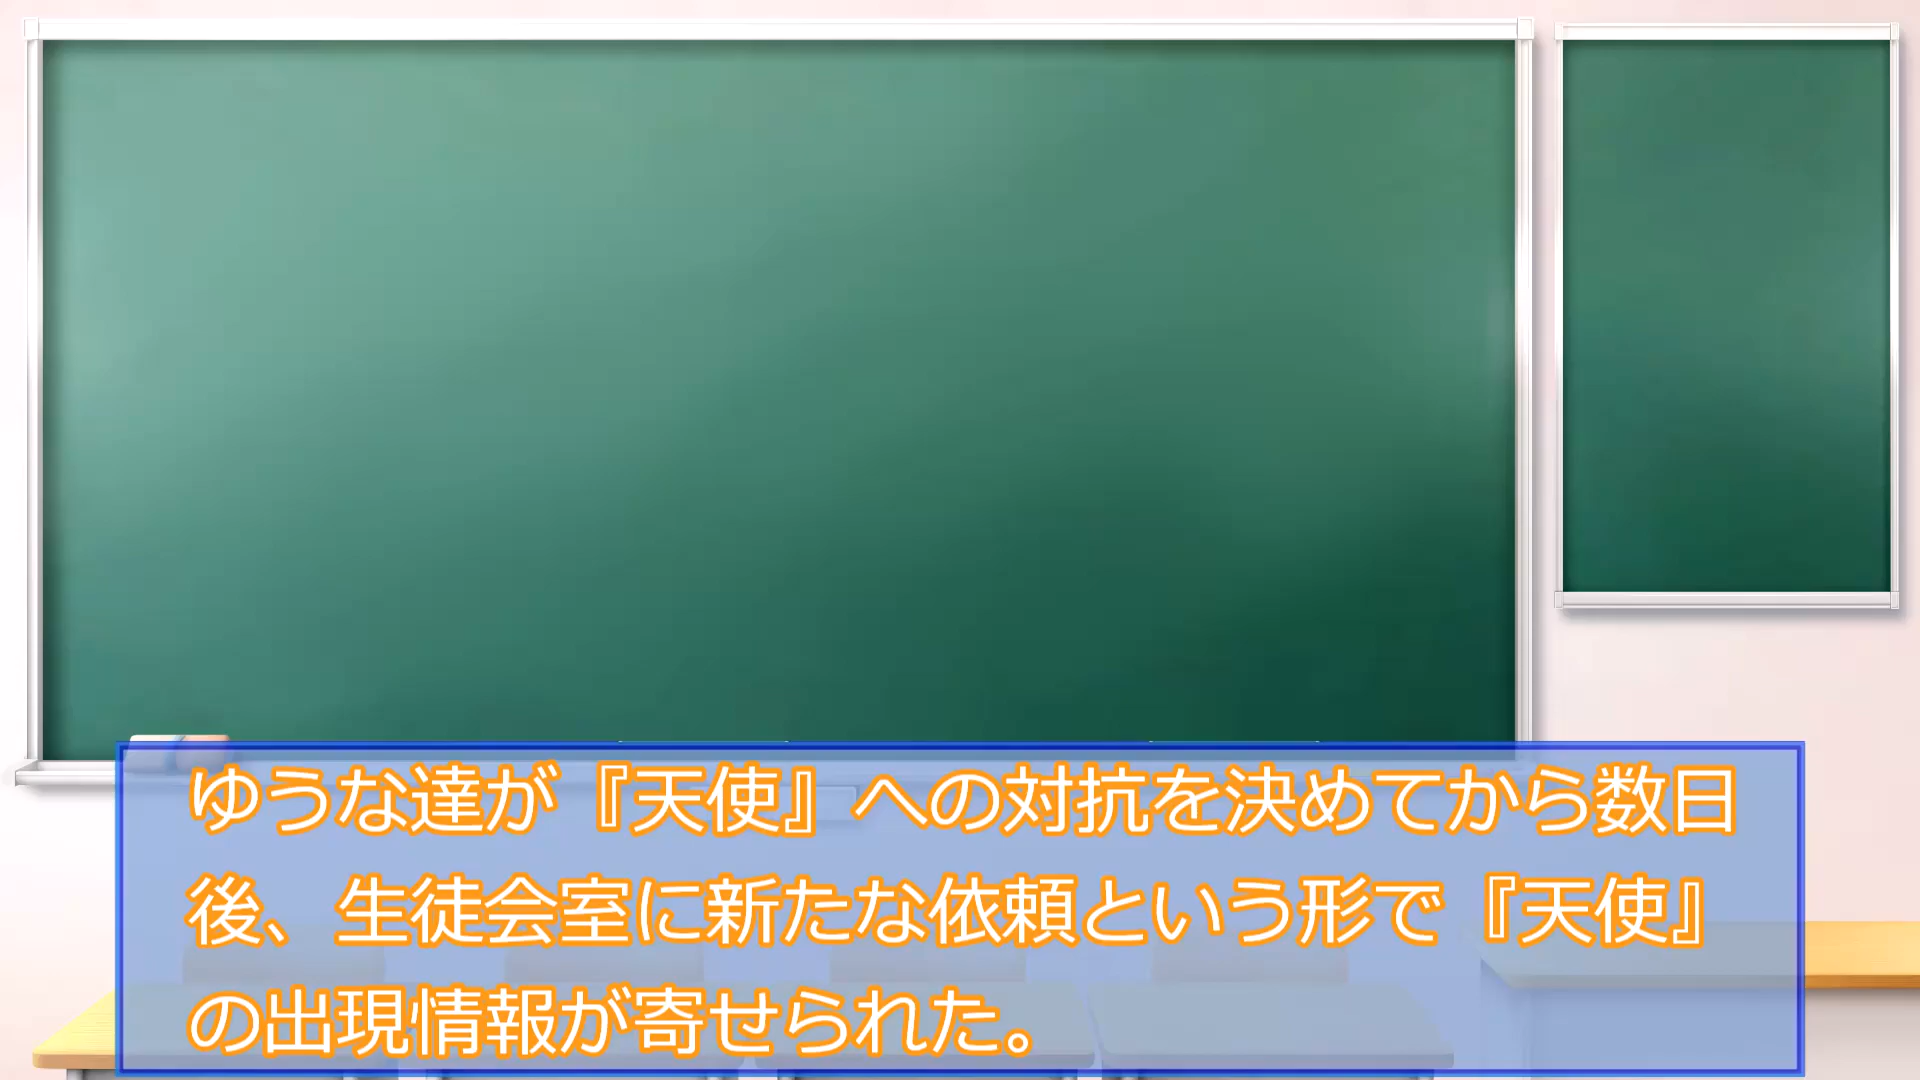 ゆうな達が『天使』への対抗を決めてから数日
後、生徒会室に新たな依頼という形で『天使』
の出現情報が寄せられた。